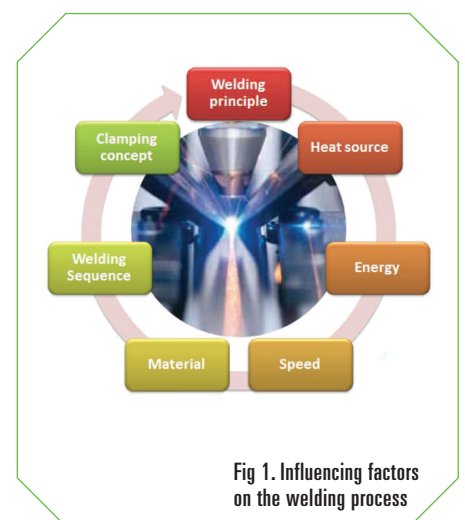 Welding
principle
Heat source
Energy
Speed
Material
Welding
Sequence
Clamping
concept
Fig 1. Influencing factors
on the welding process